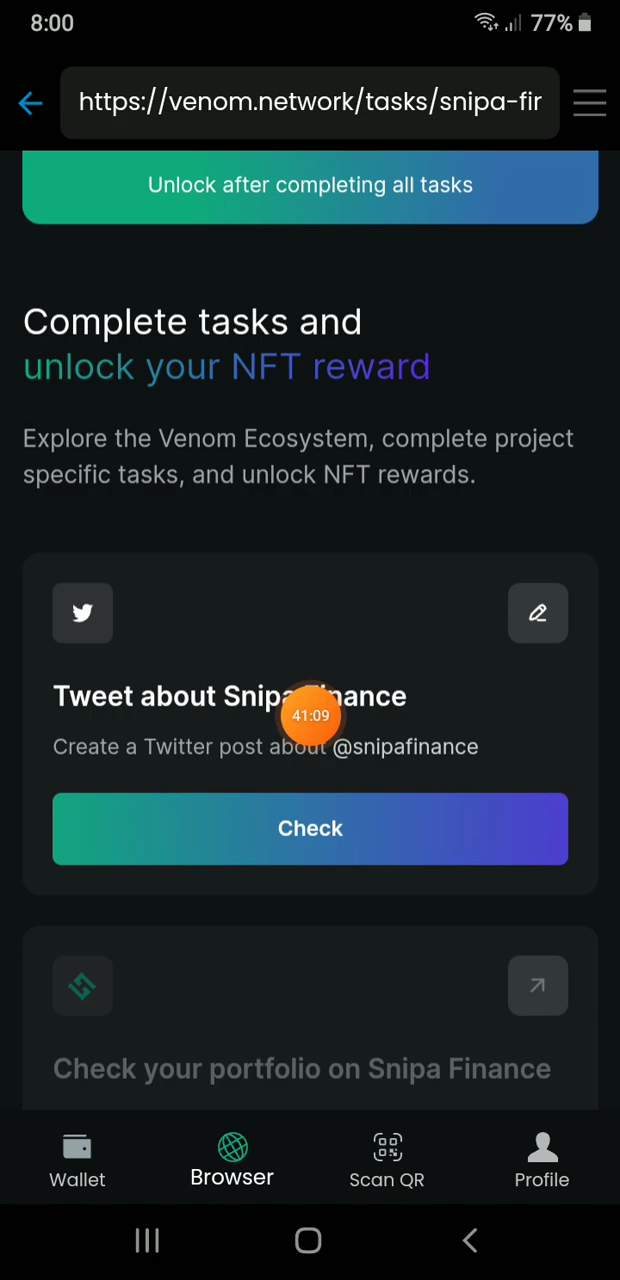 8:00
77%
https://venom.network/tasks/snipa-fir
Unlock after completing all tasks
Complete tasks and
unlock your NFT reward
Explore the Venom Ecosystem, complete project
specific tasks, and unlock NFT rewards.
Tweet about Snipa Finance
41:09
Create a Twitter post about @snipafinance
Check
Check your portfolio on Snipa Finance
Wallet
Browser
Scan QR
Profile